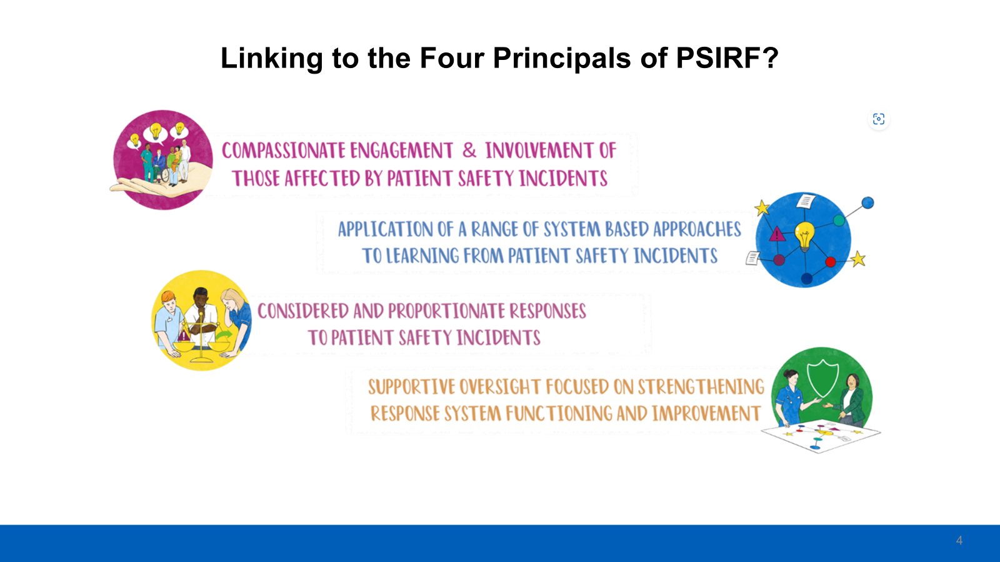 Linking to the Four Principals of PSIRF?
COMPASSIONATE ENGAGEMENT & INVOLVEMENT OF
THOSE AFFECTED BY PATIENT SAFETY INCIDENTS
APPLICATION OF A RANGE OF SYSTEM BASED APPROACHES
TO LEARNING FROM PATIENT SAFETY INCIDENTS
CONSIDERED AND PROPORTIONATE RESPONSES
TO PATIENT SAFETY INCIDENTS
SUPPORTIVE OVERSIGHT FOCUSED ON STRENGTHENING
RESPONSE SYSTEM FUNCTIONING AND IMPROVEMENT
4